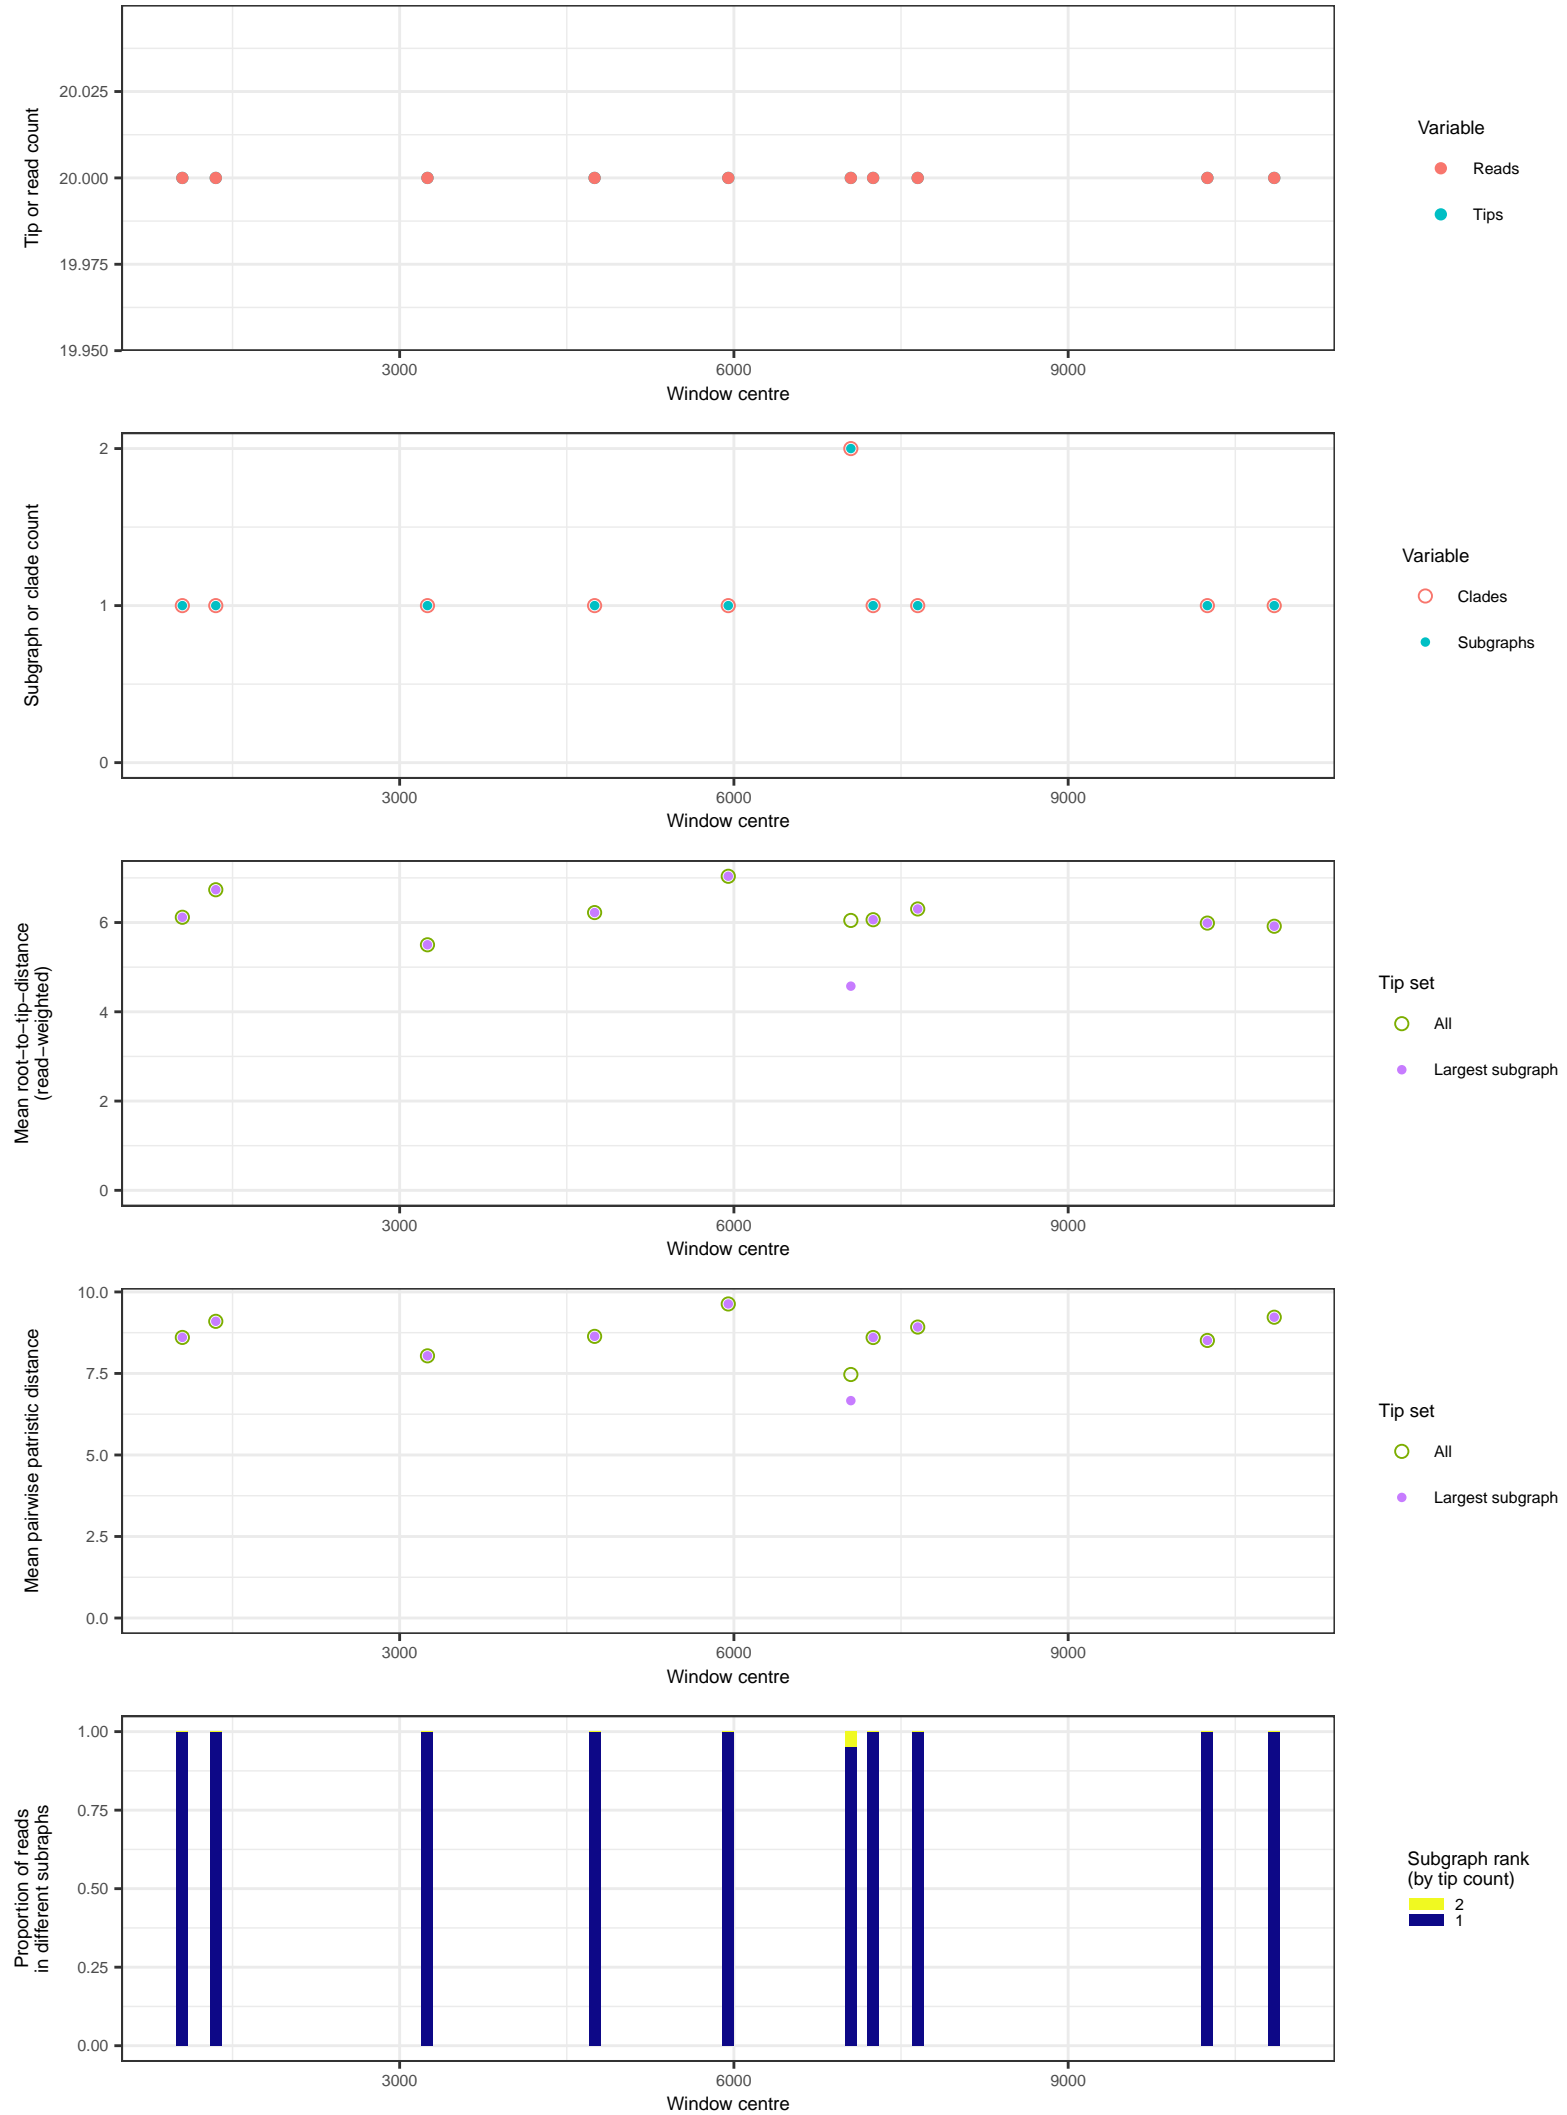 20.025
20.000
19.975
19.950
Tip or read count
3000 6000 9000
Window centre
Variable
Reads
Tips
2
1
0
Subgraph or clade count
3000 6000 9000
Window centre
Variable
Clades
Subgraphs
6
4
2
0
Mean root−to−tip−distance
(read−weighted)
3000 6000 9000
Window centre
Tip set
All
Largest subgraph
10.0
7.5
5.0
2.5
0.0
Mean pairwise patristic distance
3000 6000 9000
Window centre
Tip set
All
Largest subgraph
1.00
0.75
0.50
0.25
0.00
Proportion of reads
in different subraphs
3000 6000 9000
Window centre
Subgraph rank
(by tip count)
2
1